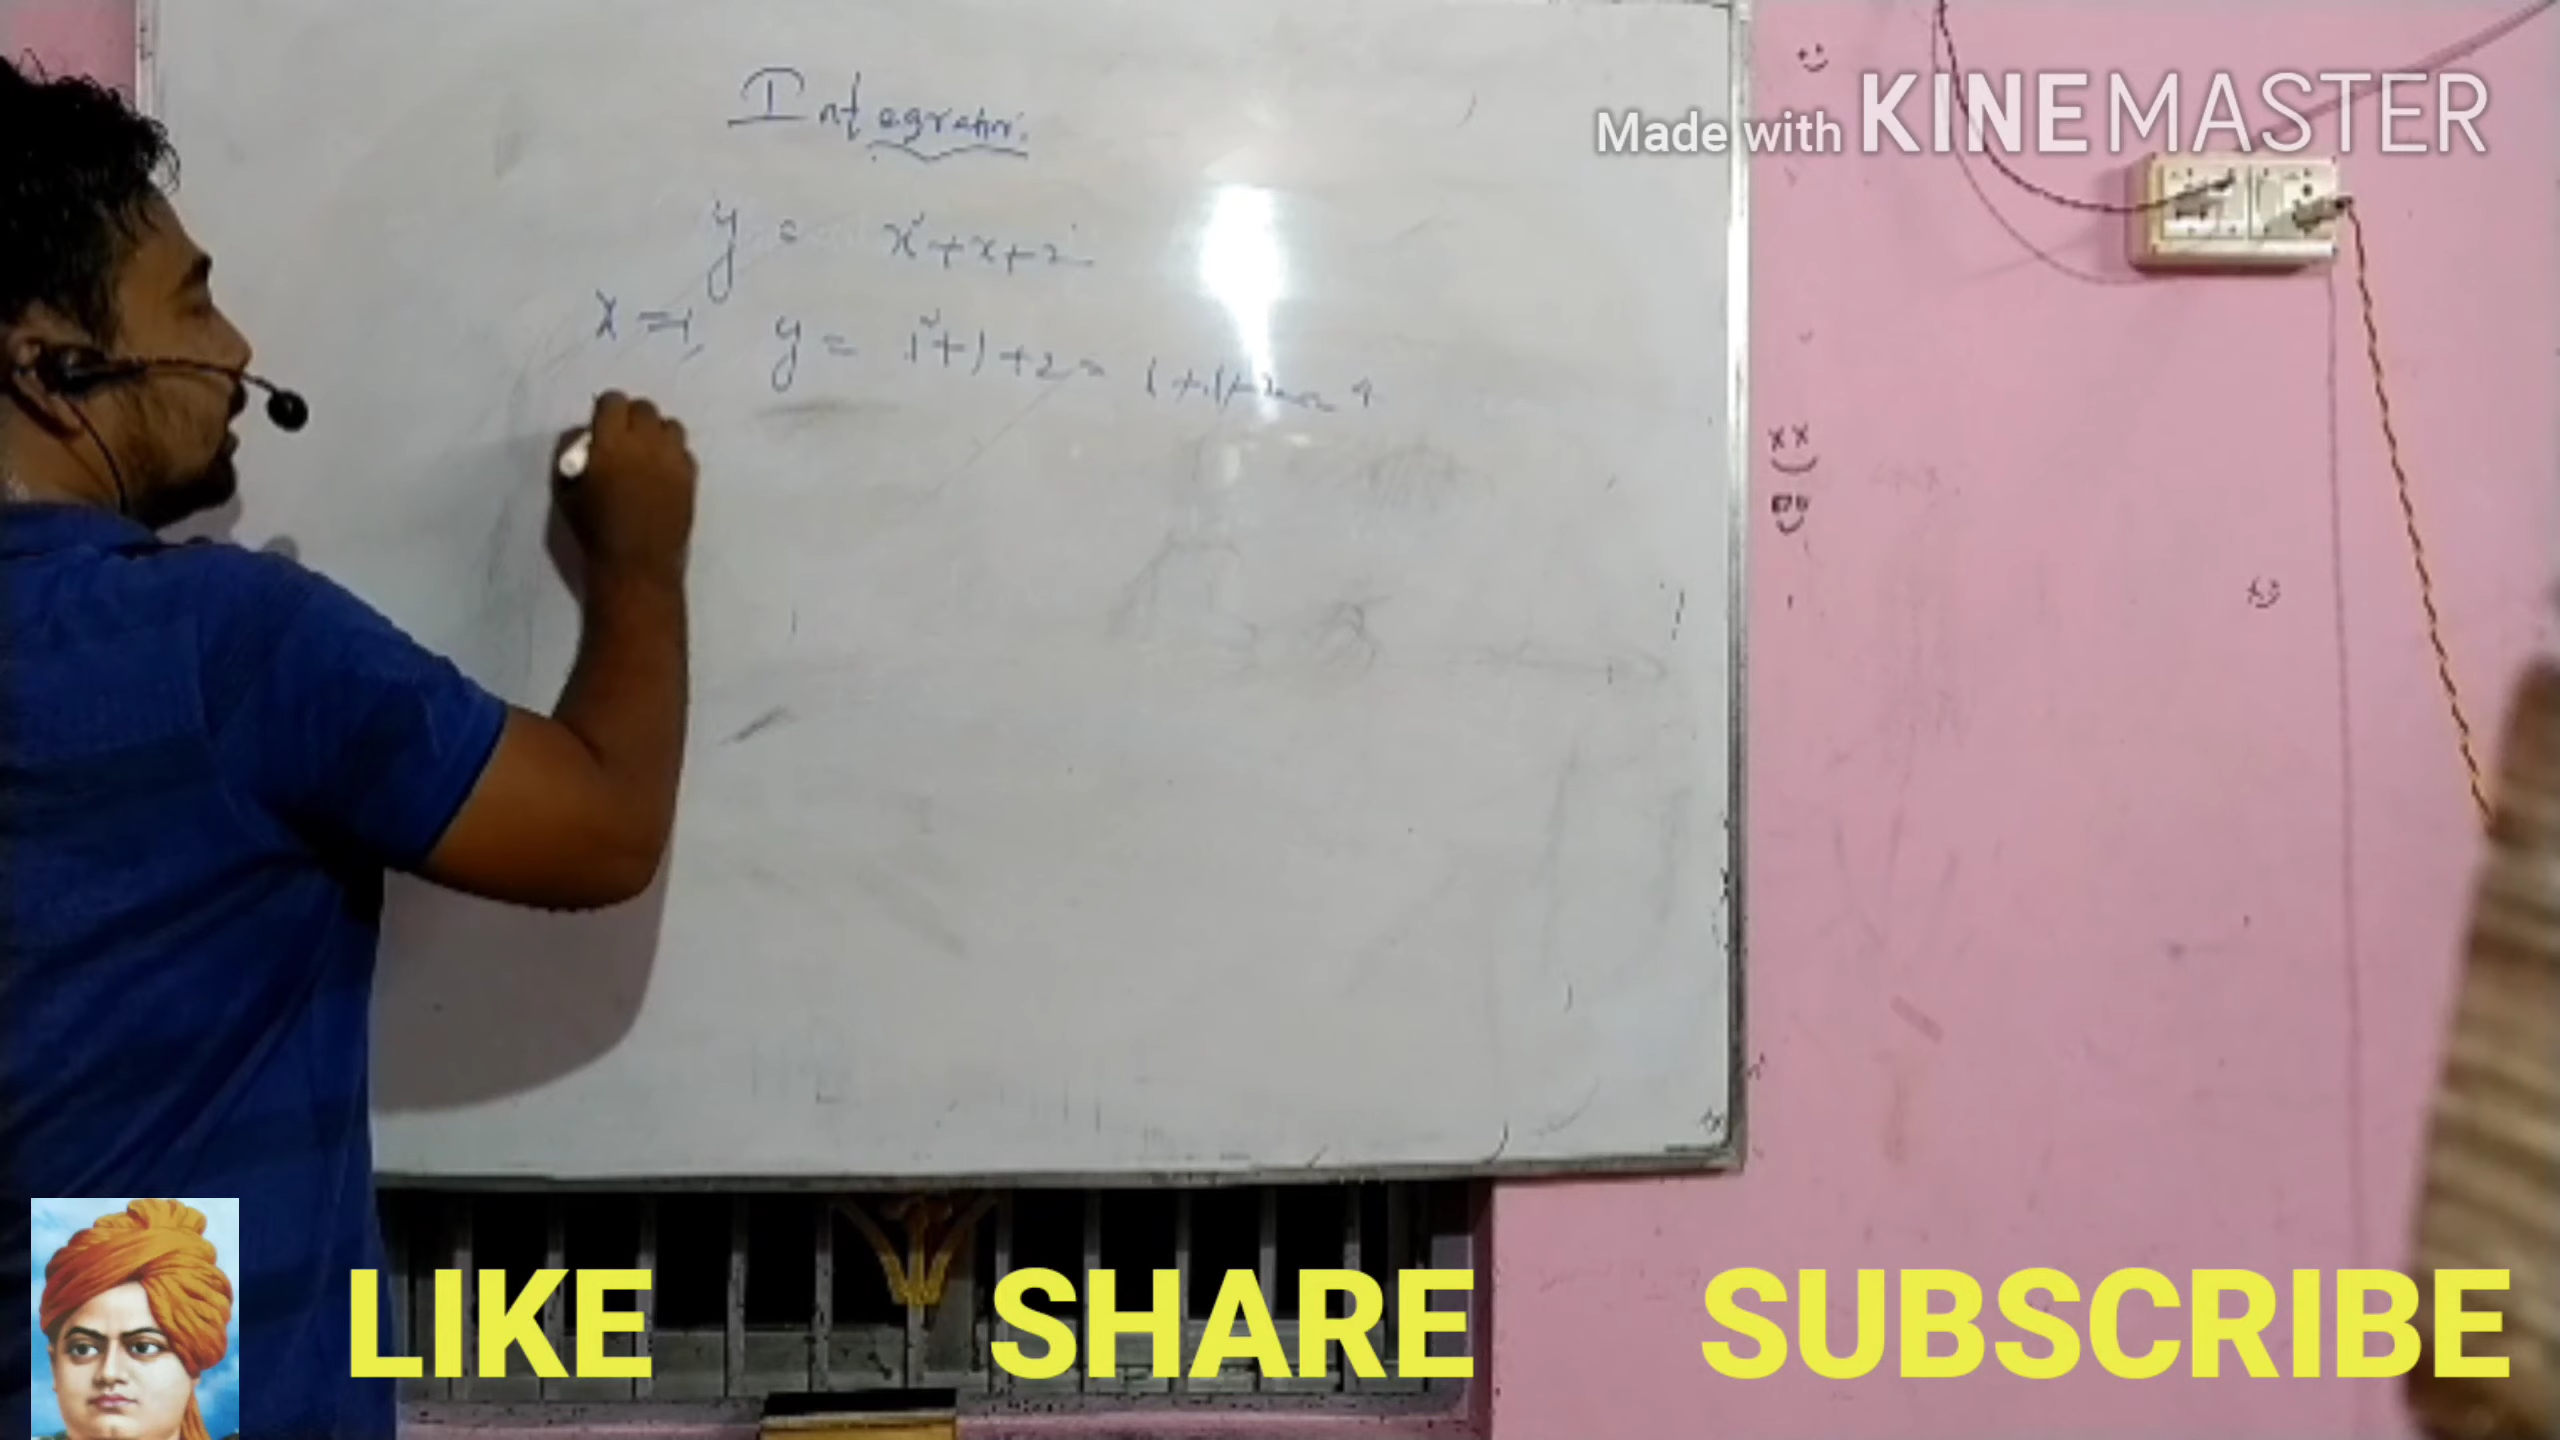 Made with KINEMASTER
Integration.
y = x² + x + 2
x = 1, y = 1² + 1 + 2 = 1 + 1 + 2 = 4
LIKE SHARE SUBSCRIBE